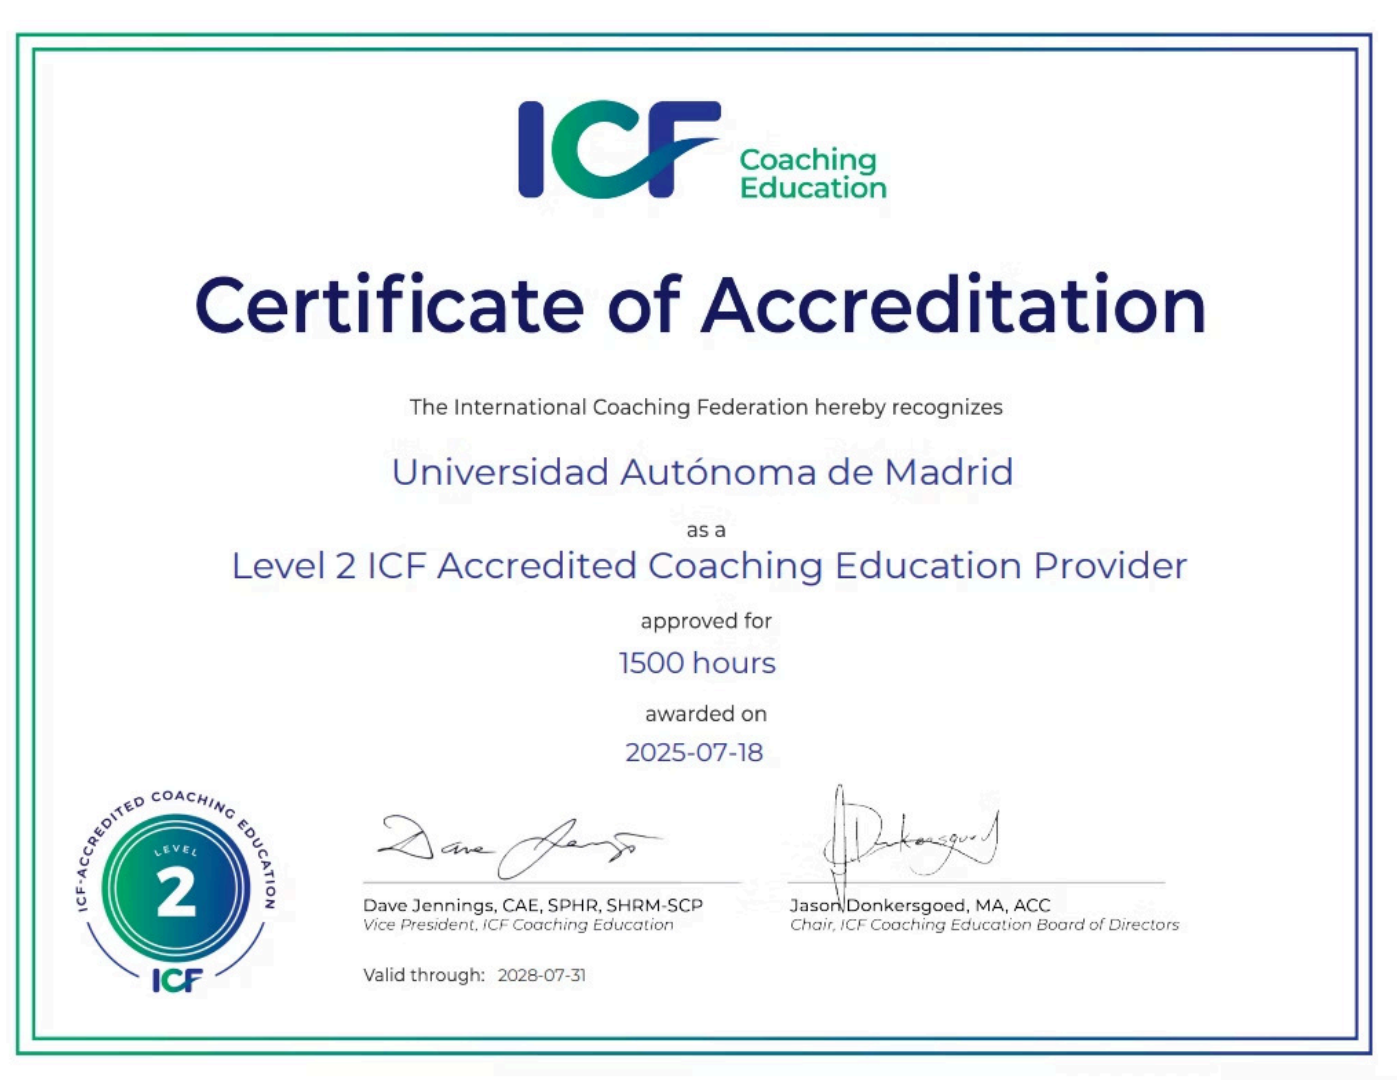 ICF
Coaching
Education
Certificate of Accreditation
The International Coaching Federation hereby recognizes
Universidad Autónoma de Madrid
as a
Level 2 ICF Accredited Coaching Education Provider
approved for
1500 hours
awarded on
2025-07-18
ICF-ACCREDITED COACHING EDUCATION
LEVEL
2
ICF
Dave Jennings
J Donkersgoed
Dave Jennings, CAE, SPHR, SHRM-SCP
Vice President, ICF Coaching Education
Jason Donkersgoed, MA, ACC
Chair, ICF Coaching Education Board of Directors
Valid through: 2028-07-31